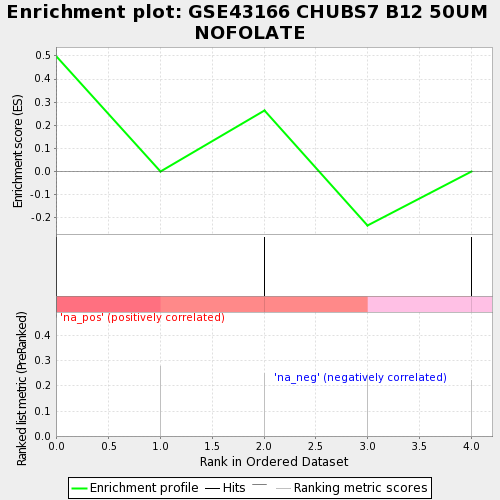 Enrichment plot: GSE43166 CHUBS7 B12 50UM
NOFOLATE
Enrichment score (ES)
0.5
0.4
0.3
0.2
0.1
0.0
-0.1
-0.2
'na_pos' (positively correlated)
'na_neg' (negatively correlated)
Ranked list metric (PreRanked)
0.4
0.3
0.2
0.1
0.0
0.0 0.5 1.0 1.5 2.0 2.5 3.0 3.5 4.0
Rank in Ordered Dataset
Enrichment profile Hits Ranking metric scores